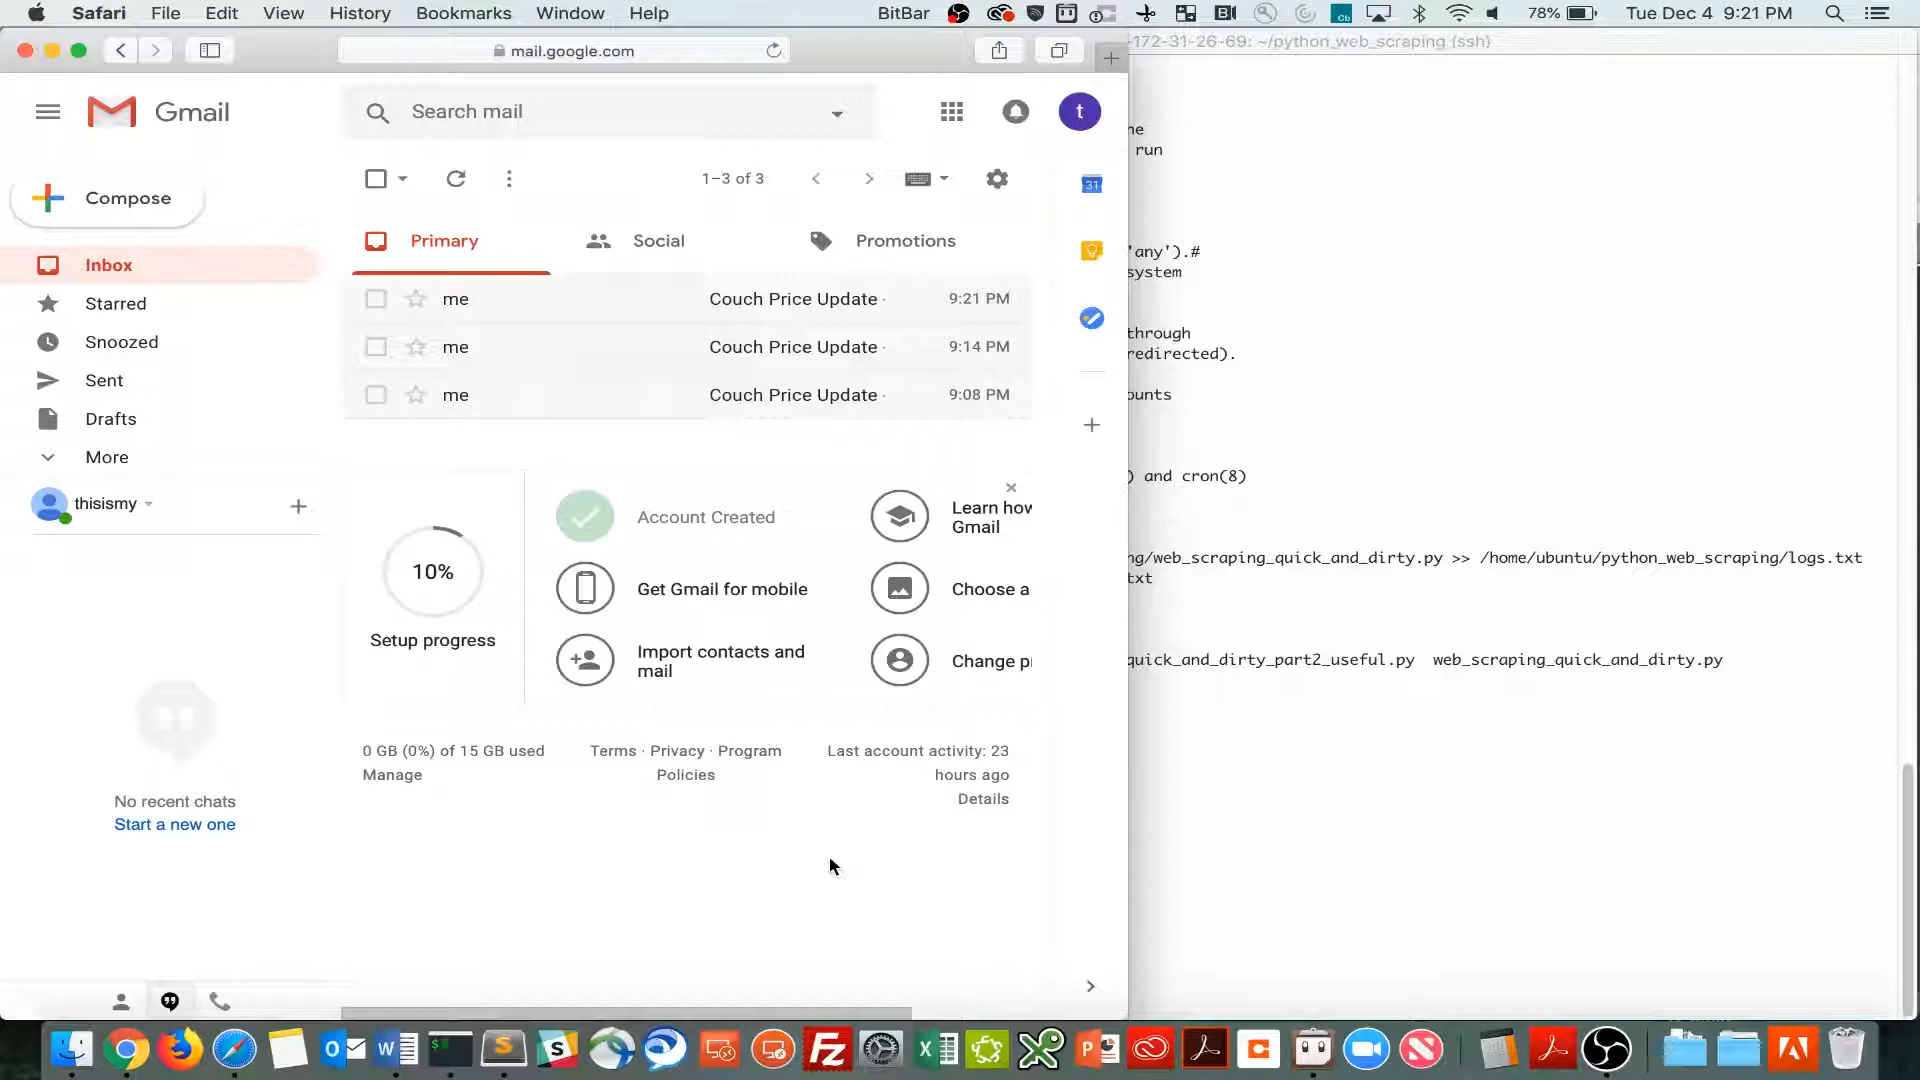 Safari File Edit View History Bookmarks Window Help BitBar 78% Tue Dec 4 9:21 PM
mail.google.com
-172-31-26-69: ~/python_web_scraping (ssh)
Gmail
Search mail
t
Compose
1–3 of 3
31
Primary
Social
Promotions
Inbox
Starred
Snoozed
Sent
Drafts
More
thisismy
me Couch Price Update · 9:21 PM
me Couch Price Update · 9:14 PM
me Couch Price Update · 9:08 PM
10%
Setup progress
Account Created
Get Gmail for mobile
Import contacts and
mail
Learn how
Gmail
Choose a
Change
0 GB (0%) of 15 GB used
Manage
Terms · Privacy · Program
Policies
Last account activity: 23
hours ago
Details
No recent chats
Start a new one
run
'any').#
system
through
redirected).
ounts
) and cron(8)
ng/web_scraping_quick_and_dirty.py >> /home/ubuntu/python_web_scraping/logs.txt
txt
quick_and_dirty_part2_useful.py web_scraping_quick_and_dirty.py